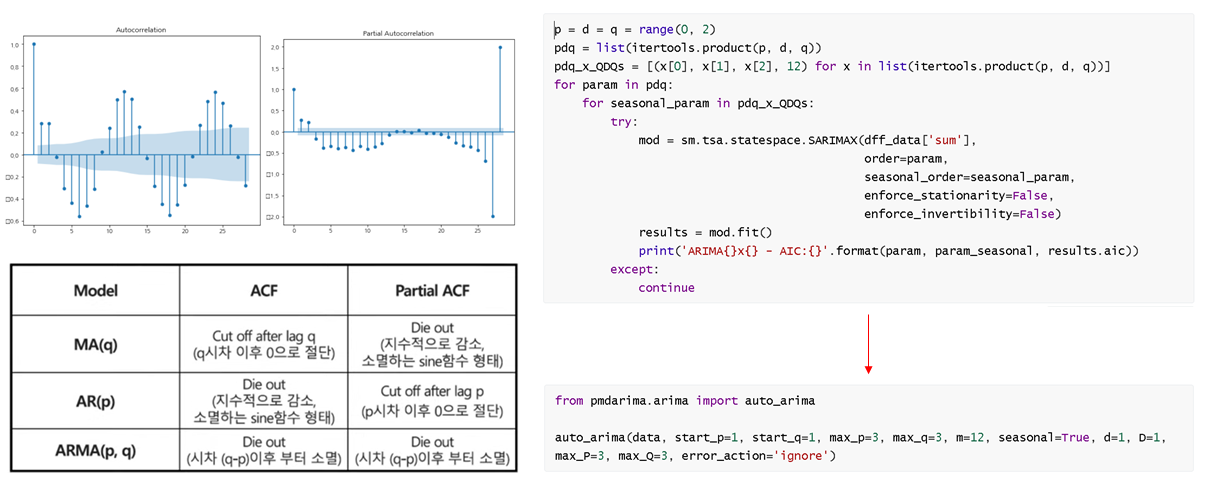 Autocorrelation
1.0
0.8
0.6
0.4
0.2
0.0
□0.2
□0.4
□0.6
0
5
10
15
20
25
Partial Autocorrelation
2.0
1.5
1.0
0.5
0.0
□0.5
□1.0
□1.5
□2.0
0
5
10
15
20
25
Model ACF Partial ACF
MA(q)
Cut off after lag q
(q시차 이후 0으로 절단)
Die out
(지수적으로 감소,
소멸하는 sine함수 형태)
AR(p)
Die out
(지수적으로 감소,
소멸하는 sine함수 형태)
Cut off after lag p
(p시차 이후 0으로 절단)
ARMA(p, q)
Die out
(시차 (q-p)이후 부터 소멸)
Die out
(시차 (q-p)이후 부터 소멸)
p = d = q = range(0, 2)
pdq = list(itertools.product(p, d, q))
pdq_x_QDQs = [(x[0], x[1], x[2], 12) for x in list(itertools.product(p, d, q))]
for param in pdq:
    for seasonal_param in pdq_x_QDQs:
        try:
            mod = sm.tsa.statespace.SARIMAX(dff_data['sum'],
                                            order=param,
                                            seasonal_order=seasonal_param,
                                            enforce_stationarity=False,
                                            enforce_invertibility=False)
            results = mod.fit()
            print('ARIMA{}x{} - AIC:{}'.format(param, param_seasonal, results.aic))
        except:
            continue
from pmdarima.arima import auto_arima
auto_arima(data, start_p=1, start_q=1, max_p=3, max_q=3, m=12, seasonal=True, d=1, D=1,
max_P=3, max_Q=3, error_action='ignore')